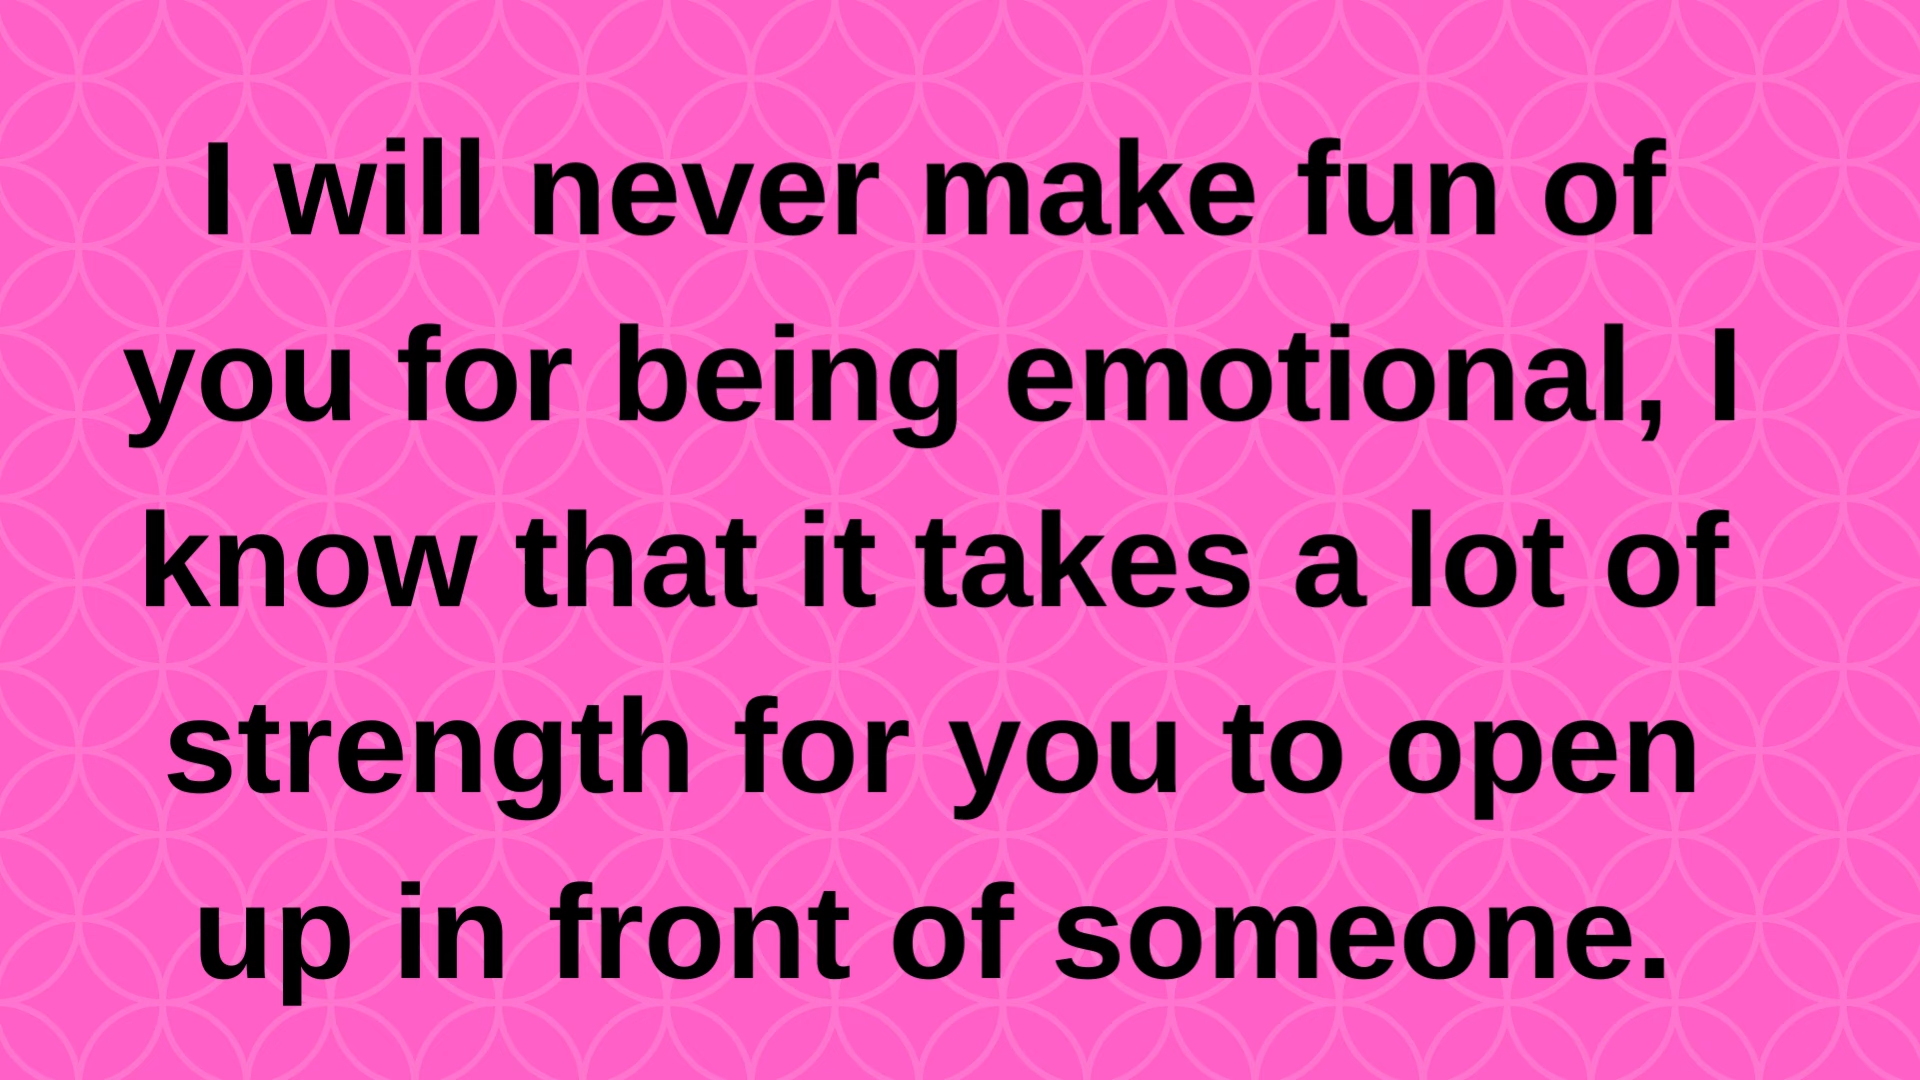 I will never make fun of
you for being emotional, I
know that it takes a lot of
strength for you to open
up in front of someone.